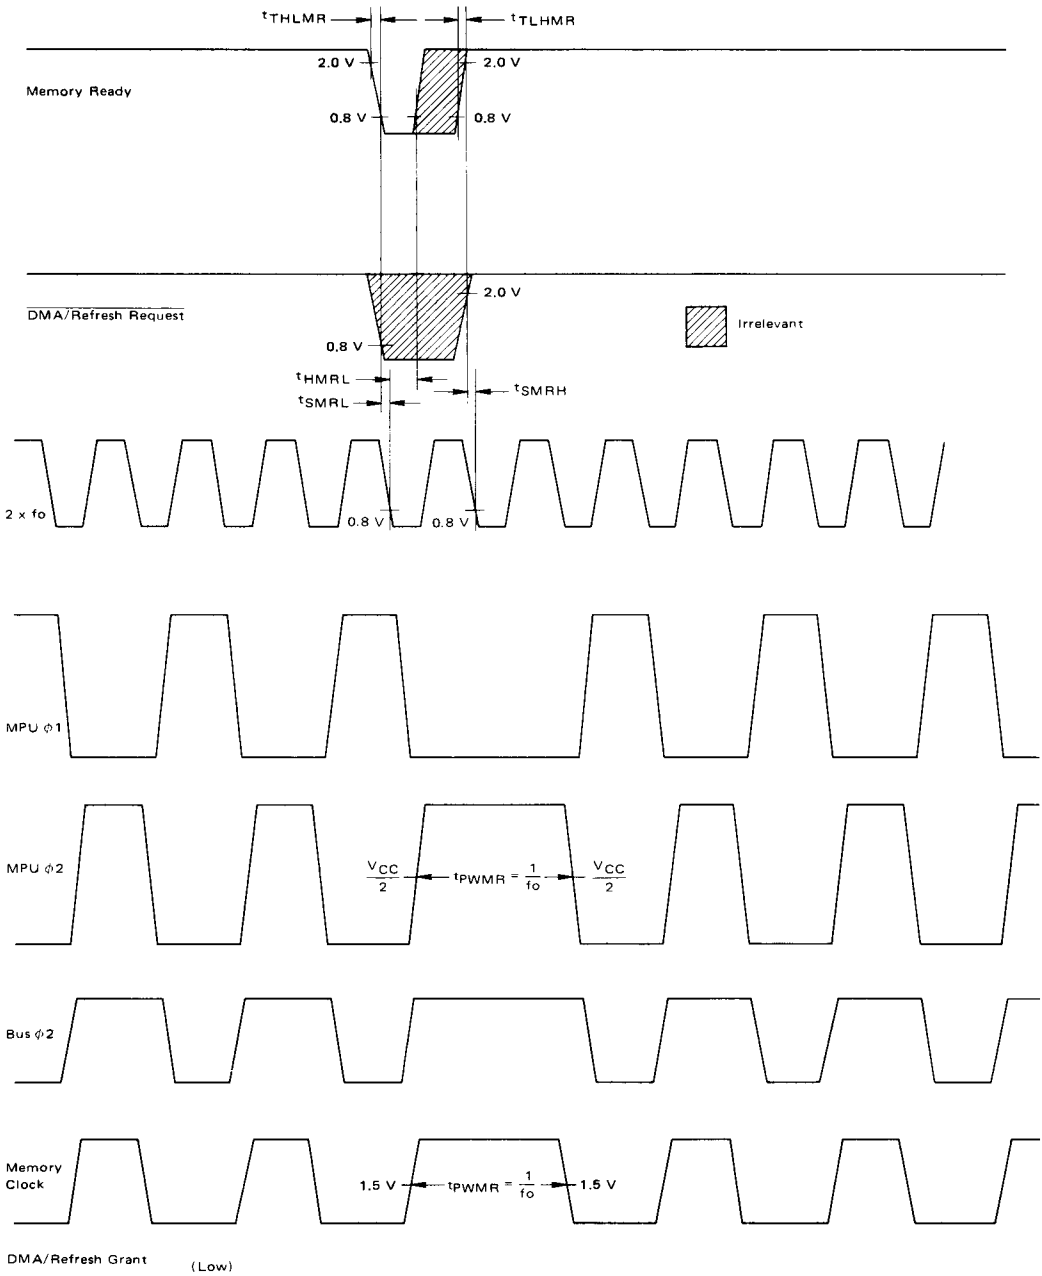 tTHLMR
tTLHMR
2.0 V
2.0 V
Memory Ready
0.8 V
0.8 V
2.0 V
DMA/Refresh Request
Irrelevant
0.8 V
tHMRL
tSMRH
tSMRL
2 x fo
0.8 V
0.8 V
MPU ϕ1
MPU ϕ2
VCC/2
tPWMR = 1/fo
VCC/2
Bus ϕ2
Memory
Clock
1.5 V
tPWMR = 1/fo
1.5 V
DMA/Refresh Grant
(Low)